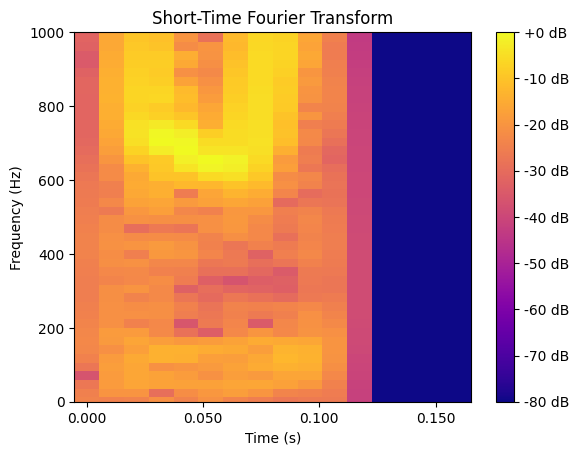 Short-Time Fourier Transform
1000
800
600
400
200
0
Frequency (Hz)
0.000
0.050
0.100
0.150
Time (s)
+0 dB
-10 dB
-20 dB
-30 dB
-40 dB
-50 dB
-60 dB
-70 dB
-80 dB